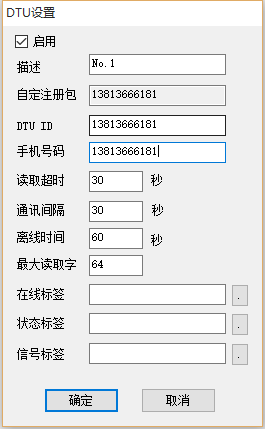 DTU设置
启用
描述 No.1
自定注册包 13813666181
DTU ID 13813666181
手机号码 13813666181
读取超时 30 秒
通讯间隔 30 秒
离线时间 60 秒
最大读取字 64
在线标签 .
状态标签 .
信号标签 .
确定 取消